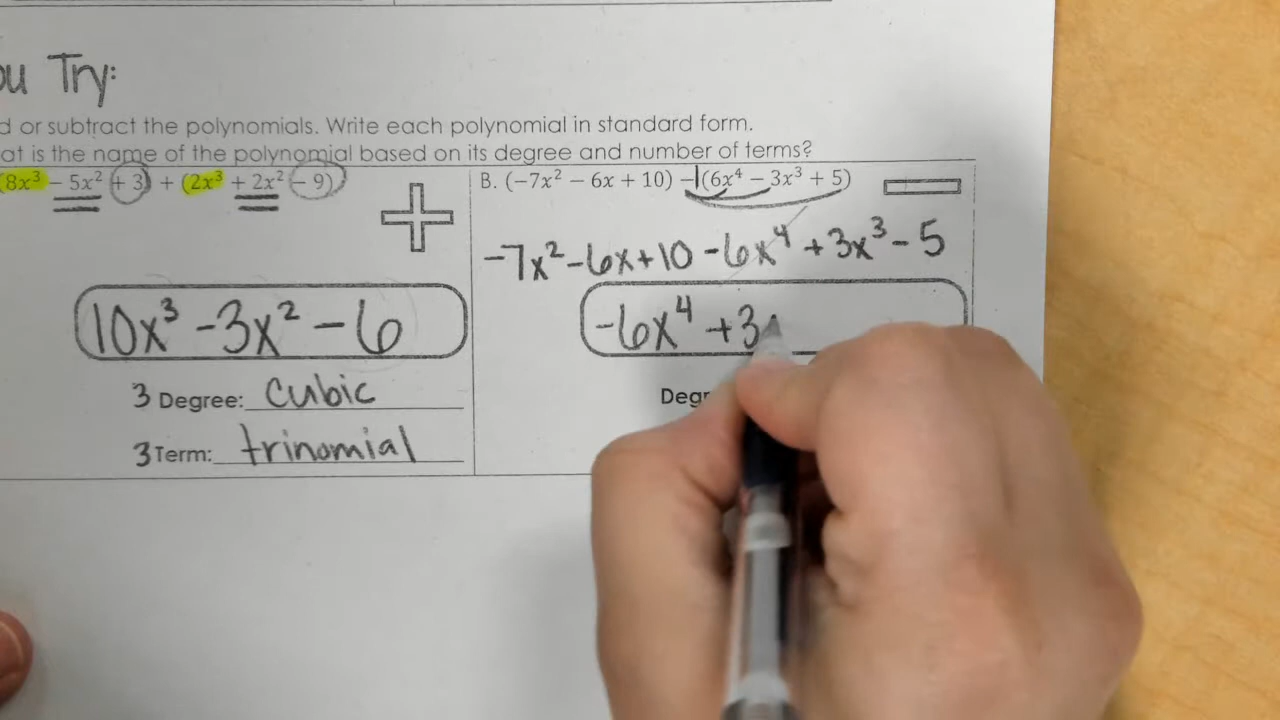 ou Try:
d or subtract the polynomials. Write each polynomial in standard form.
at is the name of the polynomial based on its degree and number of terms?
(8x³ − 5x² + 3) + (2x³ + 2x² − 9)
10x³ -3x² - 6
3 Degree: cubic
3 Term: trinomial
B. (−7x² − 6x + 10) −1(6x⁴ − 3x³ + 5)
-7x²-6x+10 -6x⁴ +3x³ - 5
-6x⁴ +3
Degr